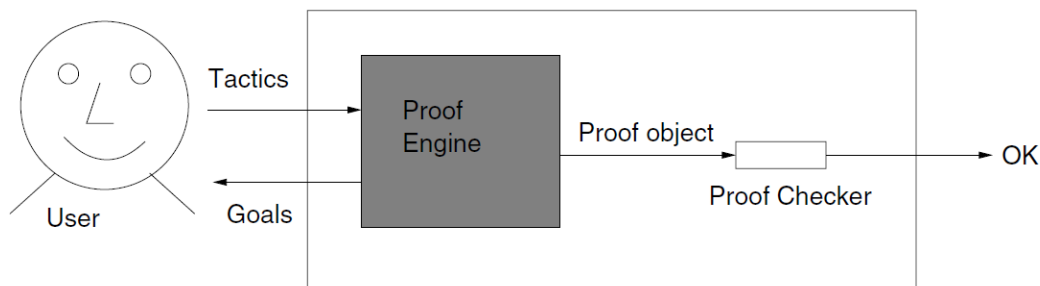 Tactics
Proof
Engine
Proof object
OK
Proof Checker
Goals
User